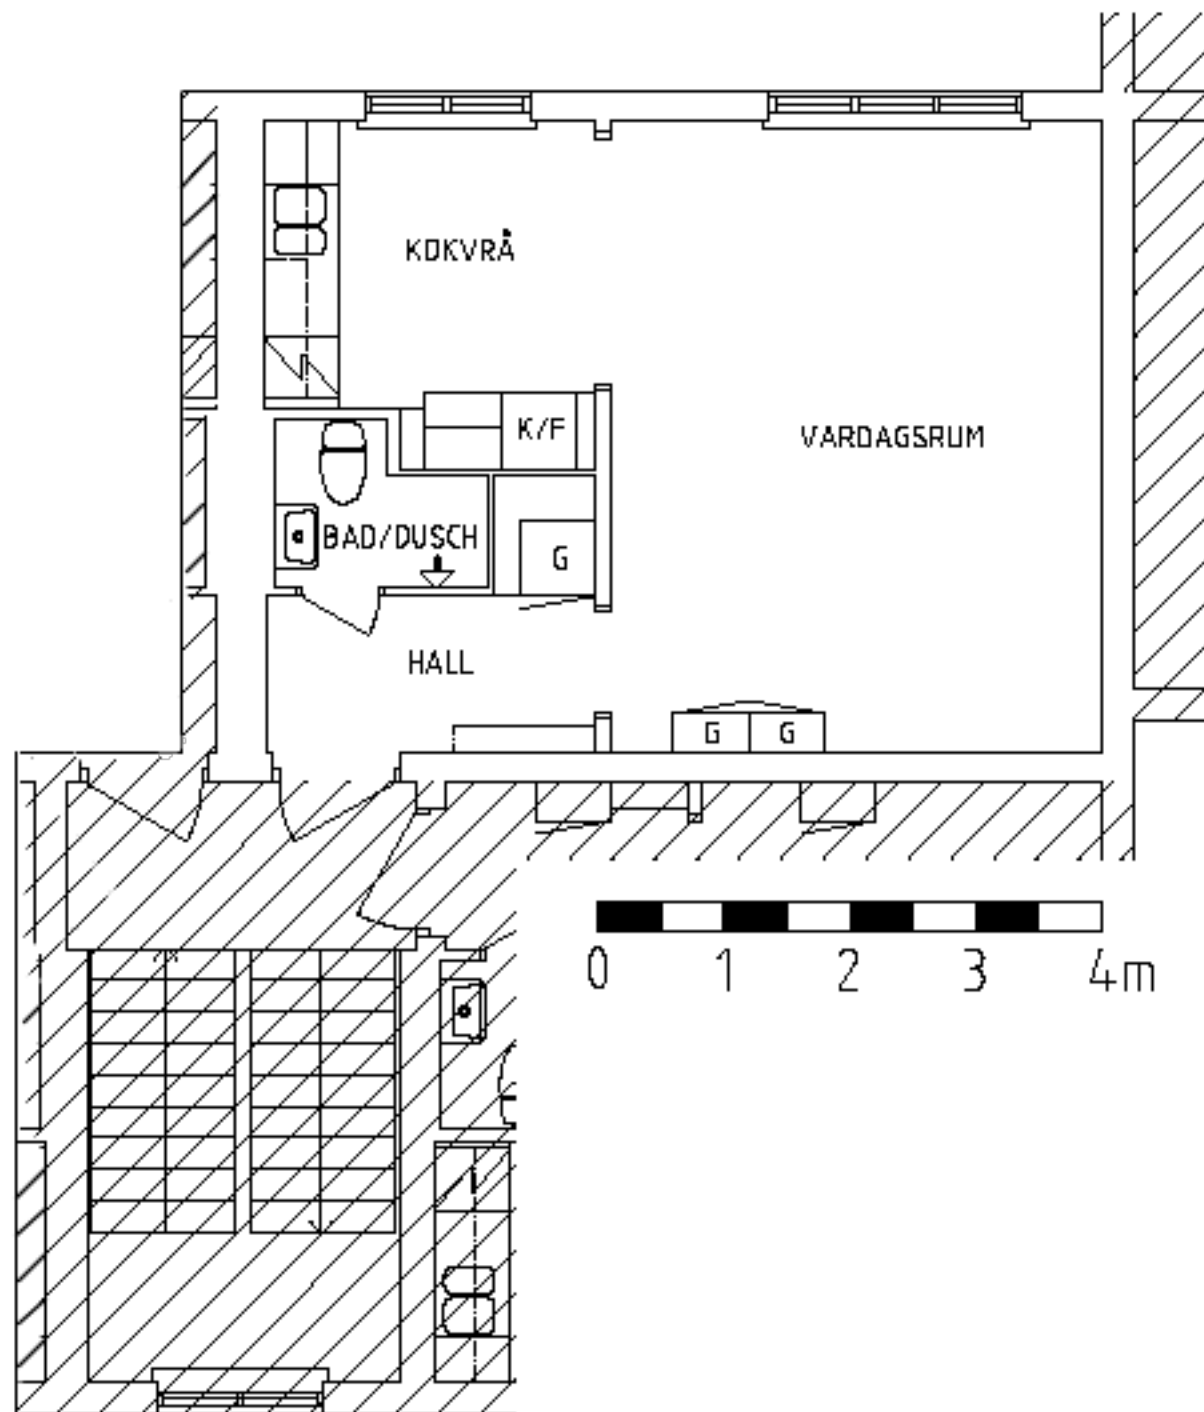 KOKVRÅ
K/F
VARDAGSRUM
BAD/DUSCH
G
HALL
G G
0 1 2 3 4m